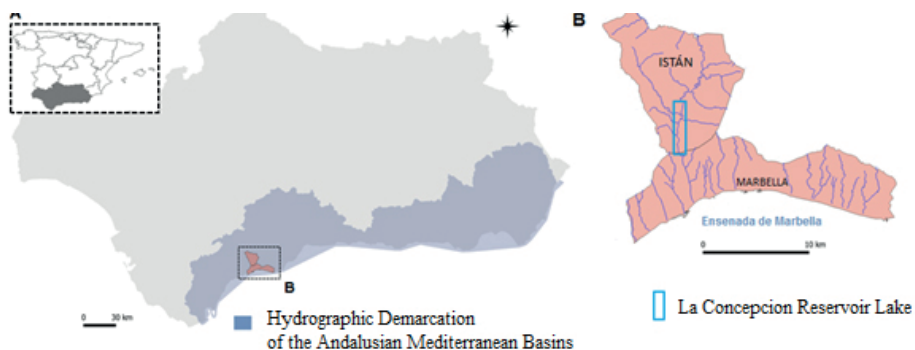 A
B
ISTÁN
MARBELLA
Ensenada de Marbella
0 10 km
B
0 30 km
Hydrographic Demarcation
of the Andalusian Mediterranean Basins
La Concepcion Reservoir Lake